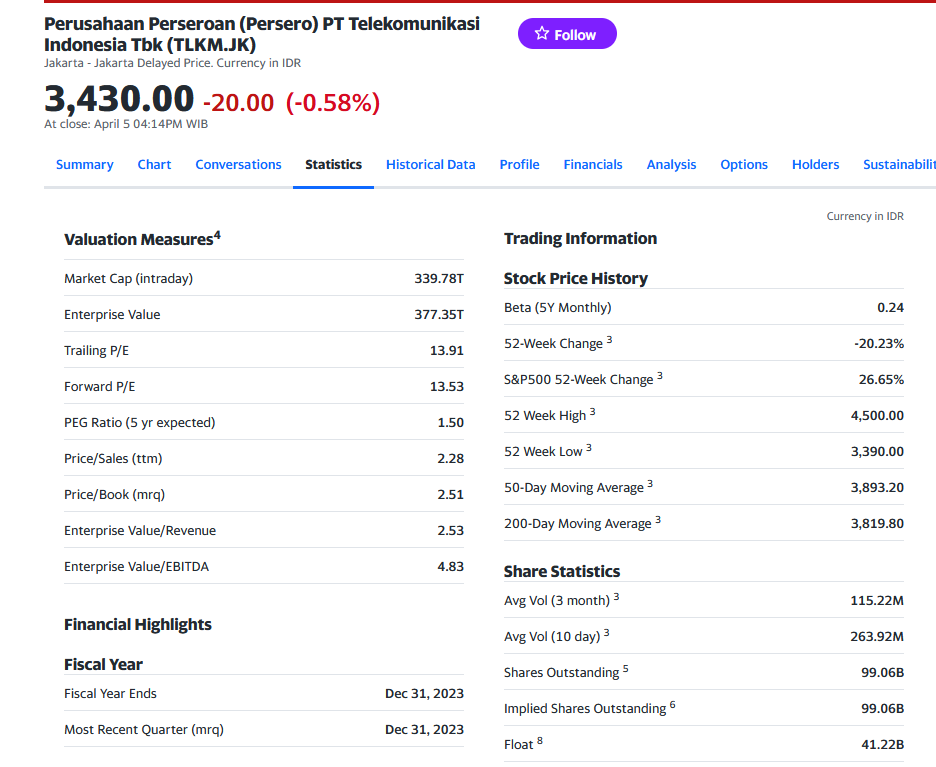 Perusahaan Perseroan (Persero) PT Telekomunikasi
Indonesia Tbk (TLKM.JK)
Follow
Jakarta - Jakarta Delayed Price. Currency in IDR
3,430.00 -20.00 (-0.58%)
At close: April 5 04:14PM WIB
Summary Chart Conversations Statistics Historical Data Profile Financials Analysis Options Holders Sustainabilit
Currency in IDR
Valuation Measures4
Market Cap (intraday) 339.78T
Enterprise Value 377.35T
Trailing P/E 13.91
Forward P/E 13.53
PEG Ratio (5 yr expected) 1.50
Price/Sales (ttm) 2.28
Price/Book (mrq) 2.51
Enterprise Value/Revenue 2.53
Enterprise Value/EBITDA 4.83
Financial Highlights
Fiscal Year
Fiscal Year Ends Dec 31, 2023
Most Recent Quarter (mrq) Dec 31, 2023
Trading Information
Stock Price History
Beta (5Y Monthly) 0.24
52-Week Change 3 -20.23%
S&P500 52-Week Change 3 26.65%
52 Week High 3 4,500.00
52 Week Low 3 3,390.00
50-Day Moving Average 3 3,893.20
200-Day Moving Average 3 3,819.80
Share Statistics
Avg Vol (3 month) 3 115.22M
Avg Vol (10 day) 3 263.92M
Shares Outstanding 5 99.06B
Implied Shares Outstanding 6 99.06B
Float 8 41.22B